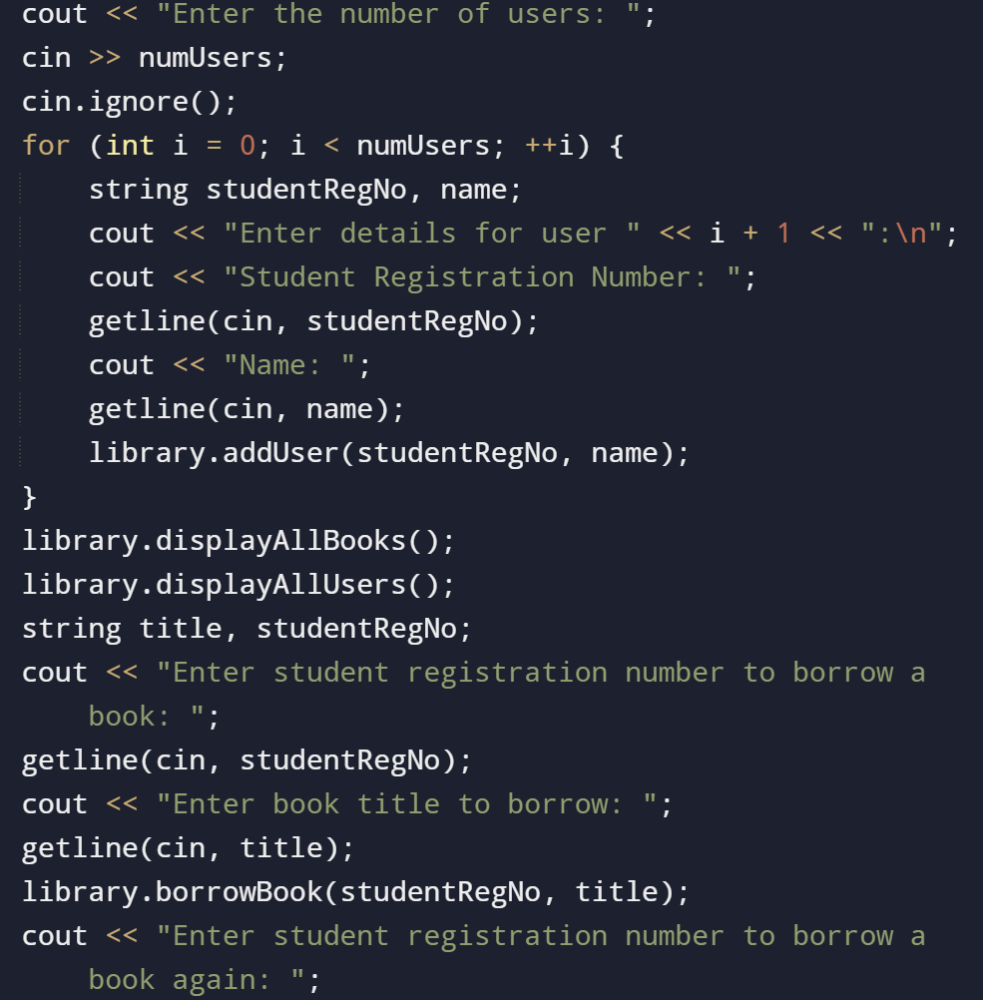 cout << "Enter the number of users: ";
cin >> numUsers;
cin.ignore();
for (int i = 0; i < numUsers; ++i) {
    string studentRegNo, name;
    cout << "Enter details for user " << i + 1 << ":\n";
    cout << "Student Registration Number: ";
    getline(cin, studentRegNo);
    cout << "Name: ";
    getline(cin, name);
    library.addUser(studentRegNo, name);
}
library.displayAllBooks();
library.displayAllUsers();
string title, studentRegNo;
cout << "Enter student registration number to borrow a
    book: ";
getline(cin, studentRegNo);
cout << "Enter book title to borrow: ";
getline(cin, title);
library.borrowBook(studentRegNo, title);
cout << "Enter student registration number to borrow a
    book again: ";